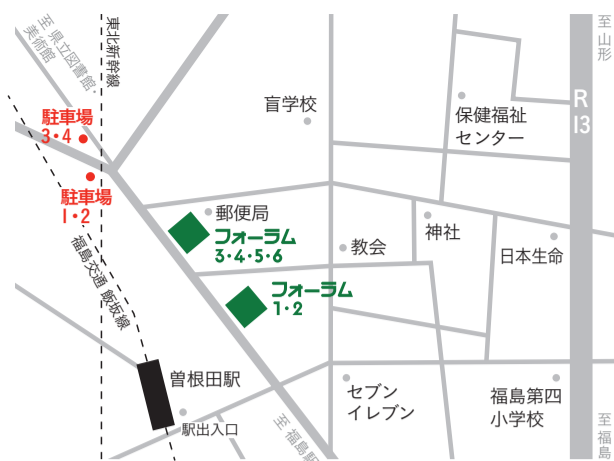 至 県立図書館・
美術館
東北新幹線
至 山形
R
13
盲学校
保健福祉
センター
駐車場
3・4
駐車場
1・2
郵便局
フォーラム
3・4・5・6
教会
神社
日本生命
福島交通 飯坂線
フォーラム
1・2
曽根田駅
駅出入口
セブン
イレブン
福島第四
小学校
至 福島駅
至 福島